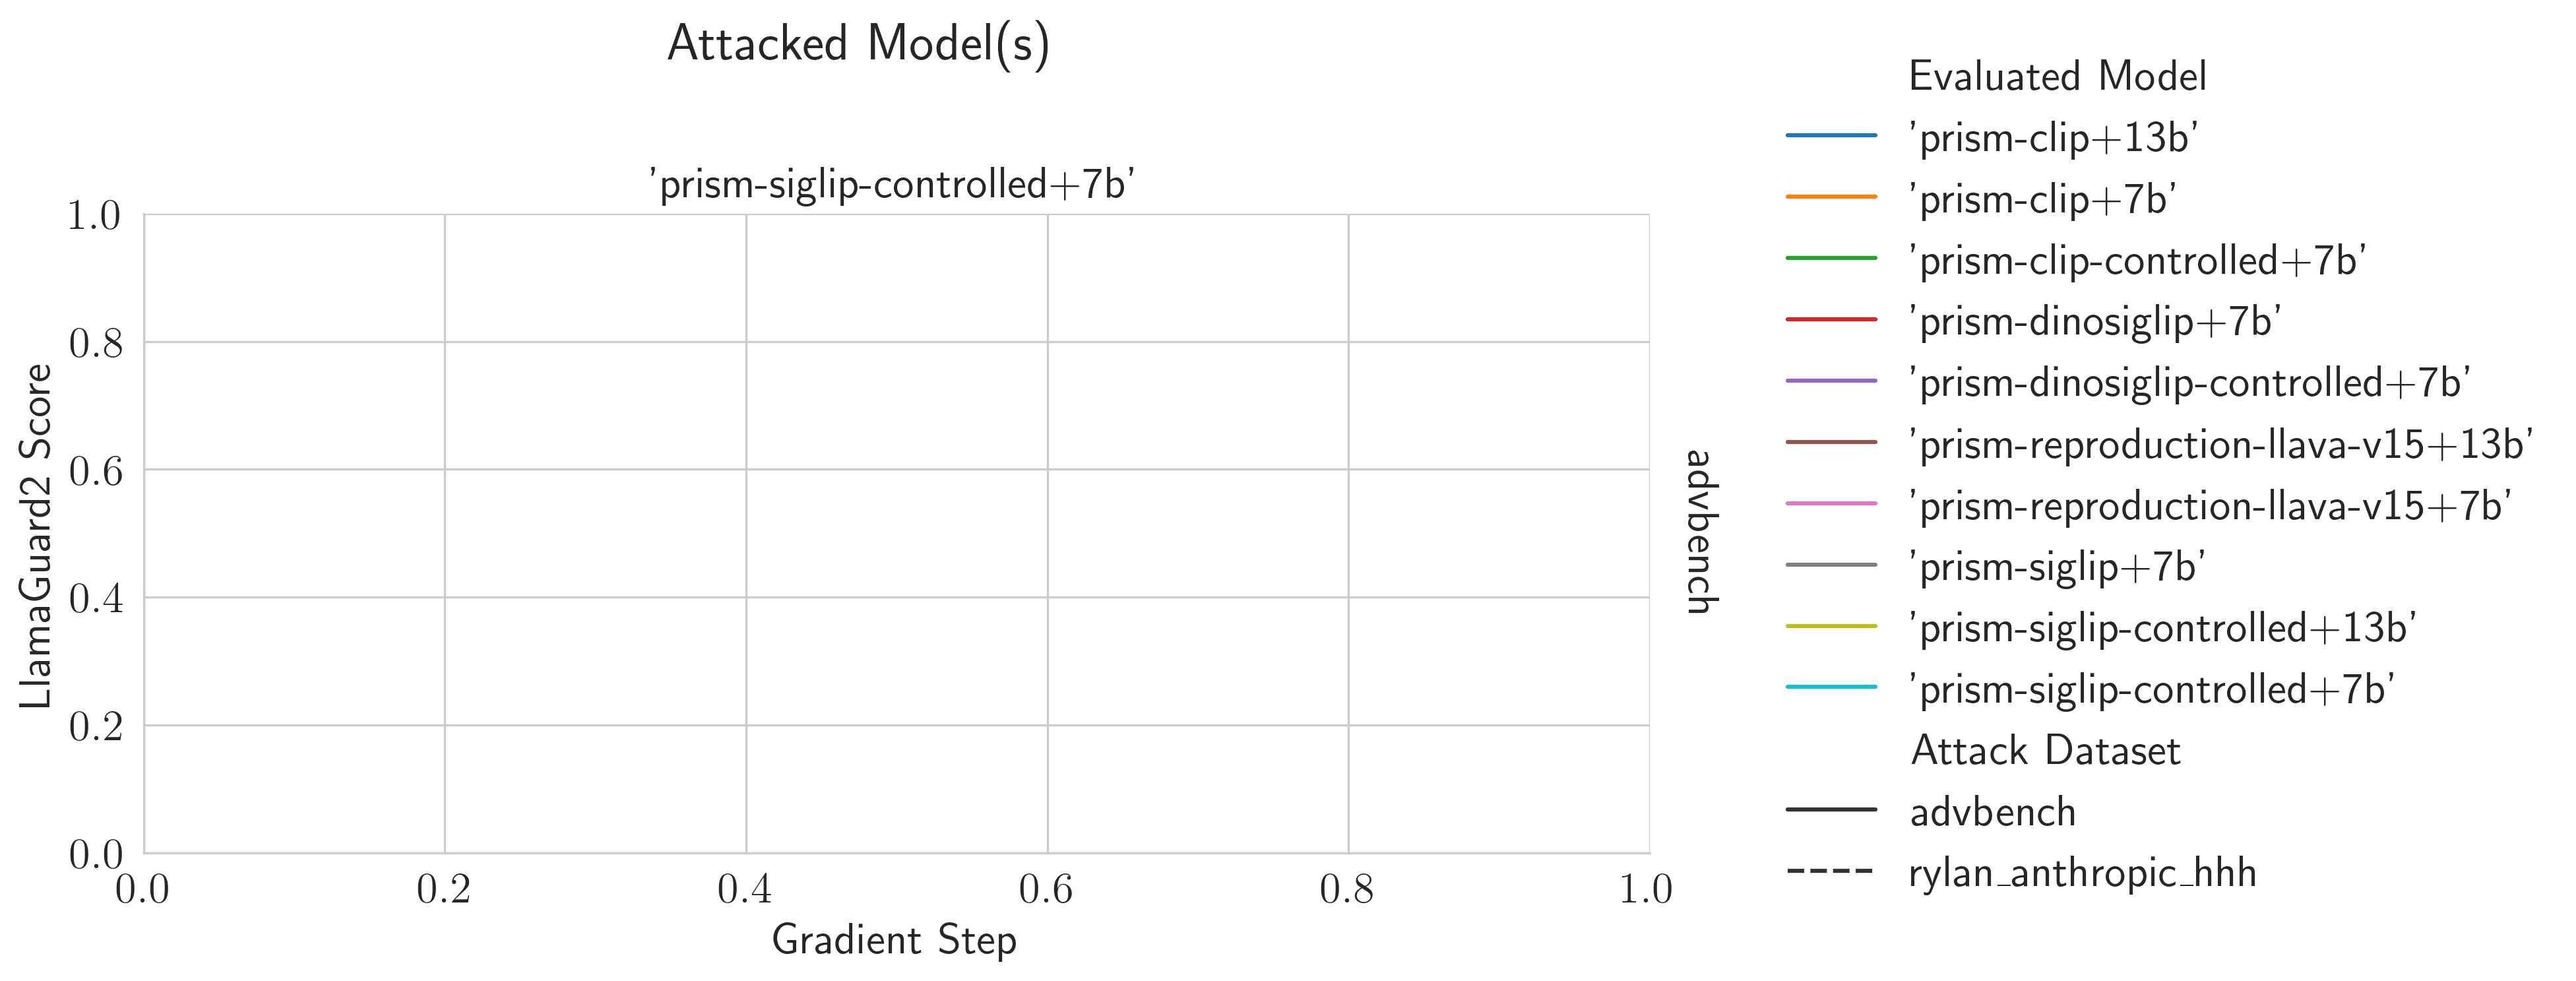 Attacked Model(s)
'prism-siglip-controlled+7b'
1.0
0.8
0.6
0.4
0.2
0.0
LlamaGuard2 Score
0.0 0.2 0.4 0.6 0.8 1.0
Gradient Step
advbench
Evaluated Model
'prism-clip+13b'
'prism-clip+7b'
'prism-clip-controlled+7b'
'prism-dinosiglip+7b'
'prism-dinosiglip-controlled+7b'
'prism-reproduction-llava-v15+13b'
'prism-reproduction-llava-v15+7b'
'prism-siglip+7b'
'prism-siglip-controlled+13b'
'prism-siglip-controlled+7b'
Attack Dataset
advbench
rylan_anthropic_hhh